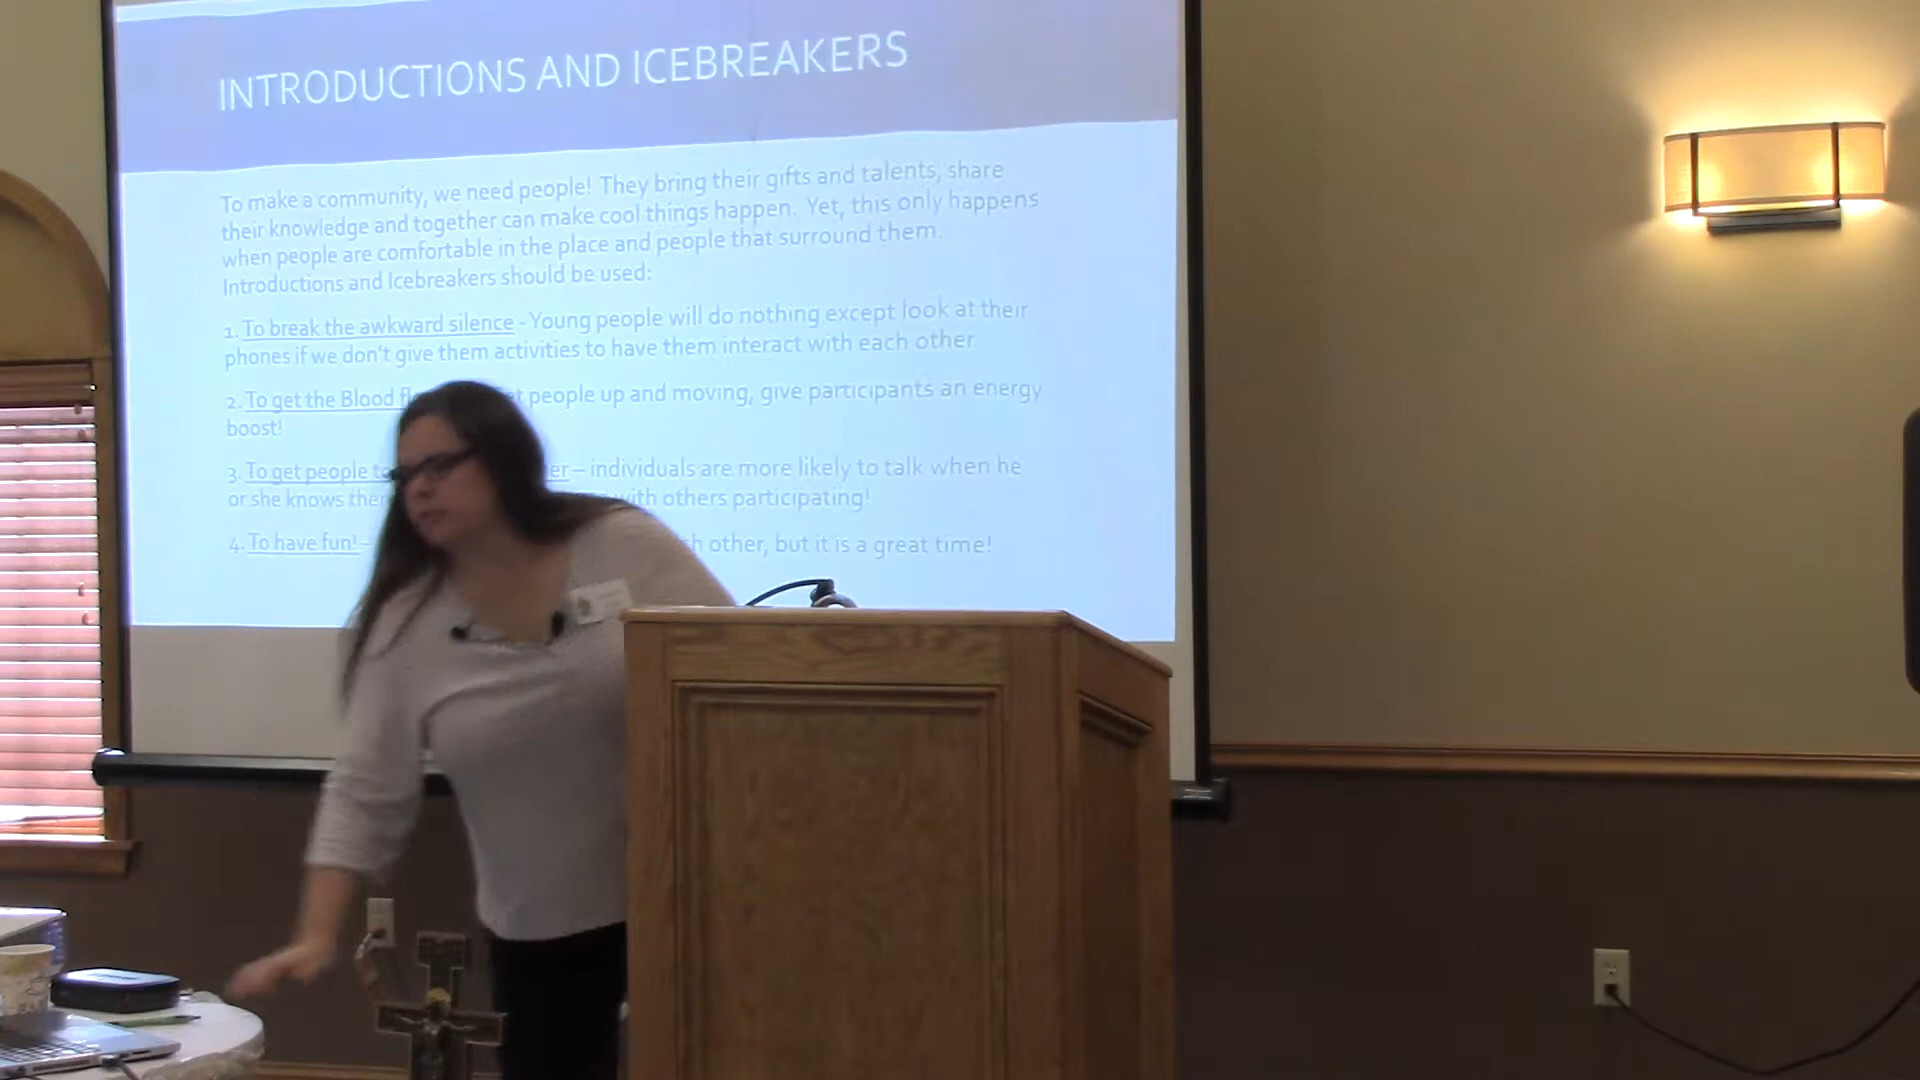 INTRODUCTIONS AND ICEBREAKERS
To make a community, we need people! They bring their gifts and talents, share
their knowledge and together can make cool things happen. Yet, this only happens
when people are comfortable in the place and people that surround them.
Introductions and Icebreakers should be used:
1. To break the awkward silence - Young people will do nothing except look at their
phones if we don't give them activities to have them interact with each other
2. To get the Blood people up and moving, give participants an energy
boost!
3. To get people – individuals are more likely to talk when he
or she knows with others participating!
4. To have fun! – other, but it is a great time!